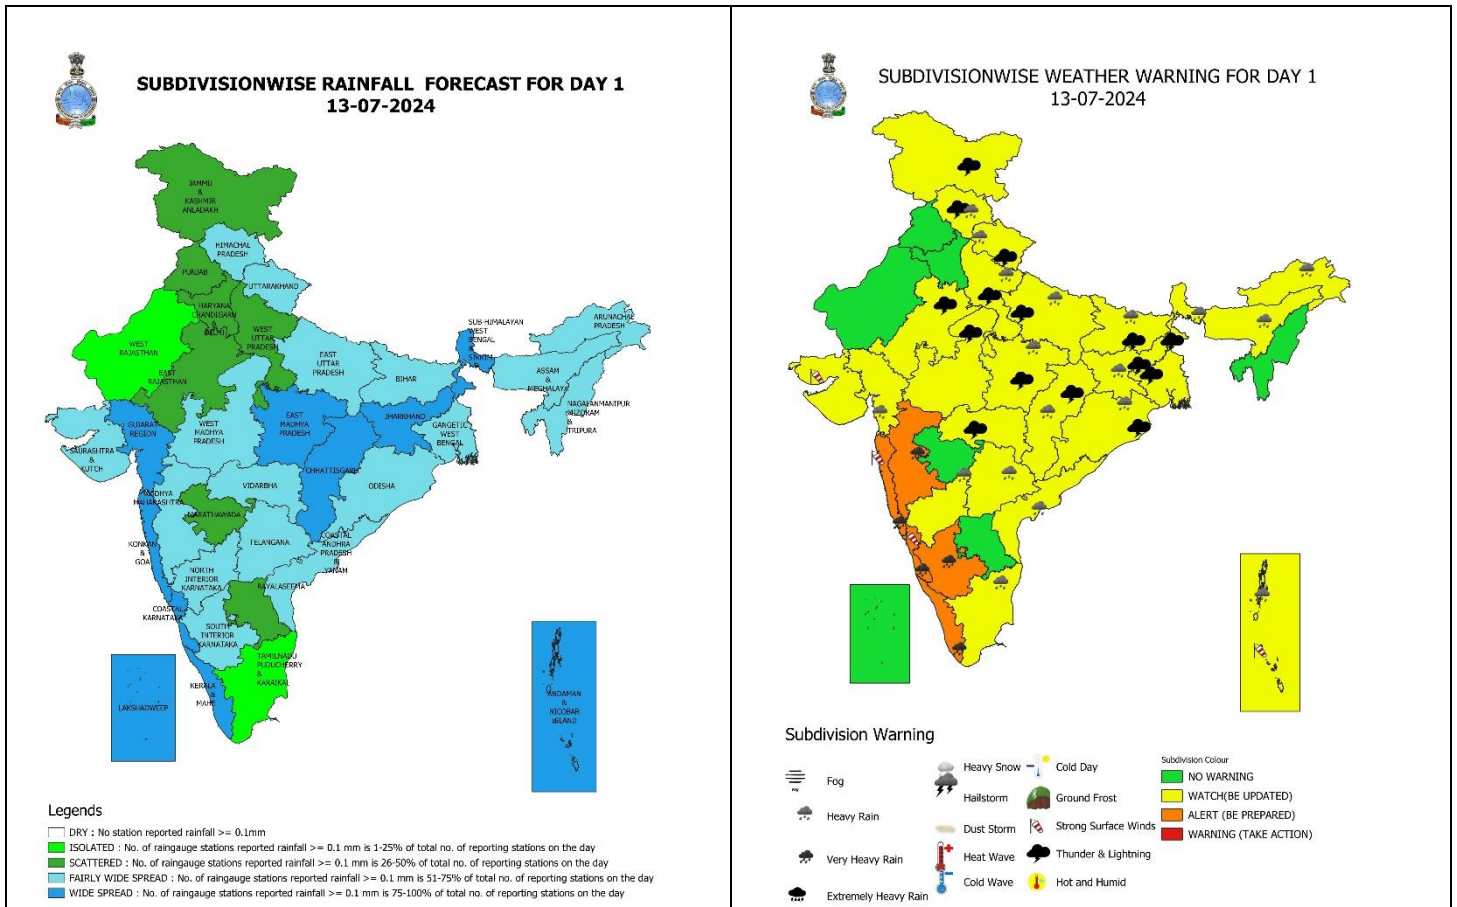 SUBDIVISIONWISE RAINFALL FORECAST FOR DAY 1
13-07-2024
JAMMU
&
KASHMIR
ANLADAKH
HIMACHAL
PRADESH
PUNJAB
UTTARAKHAND
HARYANA
CHANDIGARH
&
DELHI
WEST
UTTAR
PRADESH
WEST
RAJASTHAN
EAST
RAJASTHAN
EAST
UTTAR
PRADESH
BIHAR
SUB-HIMALAYAN
WEST
BENGAL
&
SIKKIM
ARUNACHAL
PRADESH
ASSAM
&
MEGHALAYA
NAGALANMANIPUR
MIZORAM
&
TRIPURA
GUJARAT
REGION
SAURASHTRA
&
KUTCH
WEST
MADHYA
PRADESH
EAST
MADHYA
PRADESH
JHARKHAND
GANGETIC
WEST
BENGAL
CHHATTISGARH
ODESHA
VIDARBHA
MADHYA
MAHARASHTRA
MARATHAWADA
KONKAN
&
GOA
TELANGANA
COASTAL
ANDHRA
PRADESH
&
YANAM
NORTH
INTERIOR
KARNATAKA
RAYALASEEMA
COASTAL
KARNATAKA
SOUTH
INTERIOR
KARNATAKA
TAMILNADU
PUDUCHERRY
&
KARAIKAL
KERALA
&
MAHE
LAKSHADWEEP
ANDAMAN
&
NICOBAR
ISLAND
Legends
DRY : No station reported rainfall >= 0.1mm
ISOLATED : No. of raingauge stations reported rainfall >= 0.1 mm is 1-25% of total no. of reporting stations on the day
SCATTERED : No. of raingauge stations reported rainfall >= 0.1 mm is 26-50% of total no. of reporting stations on the day
FAIRLY WIDE SPREAD : No. of raingauge stations reported rainfall >= 0.1 mm is 51-75% of total no. of reporting stations on the day
WIDE SPREAD : No. of raingauge stations reported rainfall >= 0.1 mm is 75-100% of total no. of reporting stations on the day
SUBDIVISIONWISE WEATHER WARNING FOR DAY 1
13-07-2024
Subdivision Warning
Fog
Heavy Rain
Very Heavy Rain
Extremely Heavy Rain
Heavy Snow
Hailstorm
Dust Storm
Heat Wave
Cold Wave
Cold Day
Ground Frost
Strong Surface Winds
Thunder & Lightning
Hot and Humid
Subdivision Colour
NO WARNING
WATCH(BE UPDATED)
ALERT (BE PREPARED)
WARNING (TAKE ACTION)